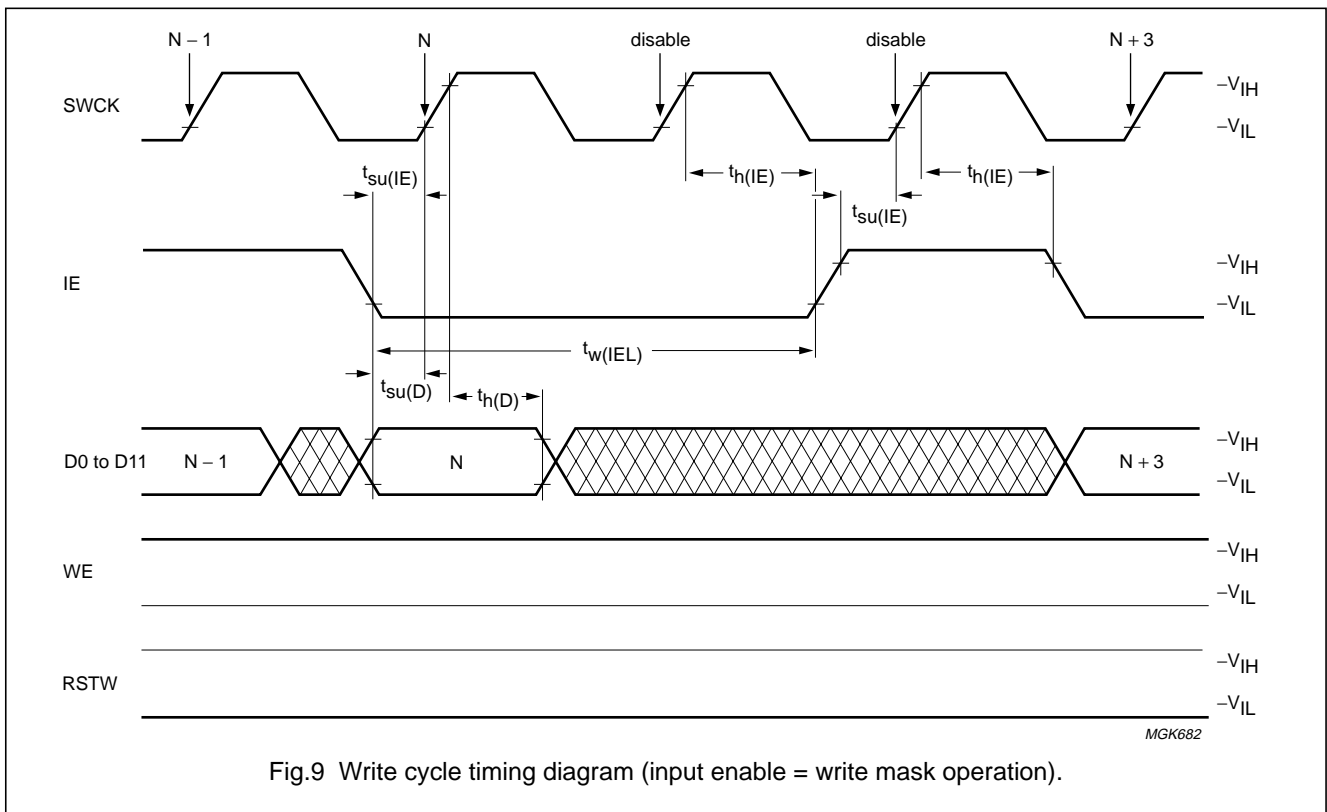 N − 1 N disable disable N + 3
SWCK
−VIH
−VIL
tsu(IE) th(IE) th(IE)
tsu(IE)
IE
−VIH
−VIL
tw(IEL)
tsu(D) th(D)
D0 to D11 N − 1 N N + 3
−VIH
−VIL
WE
−VIH
−VIL
RSTW
−VIH
−VIL
MGK682
Fig.9 Write cycle timing diagram (input enable = write mask operation).